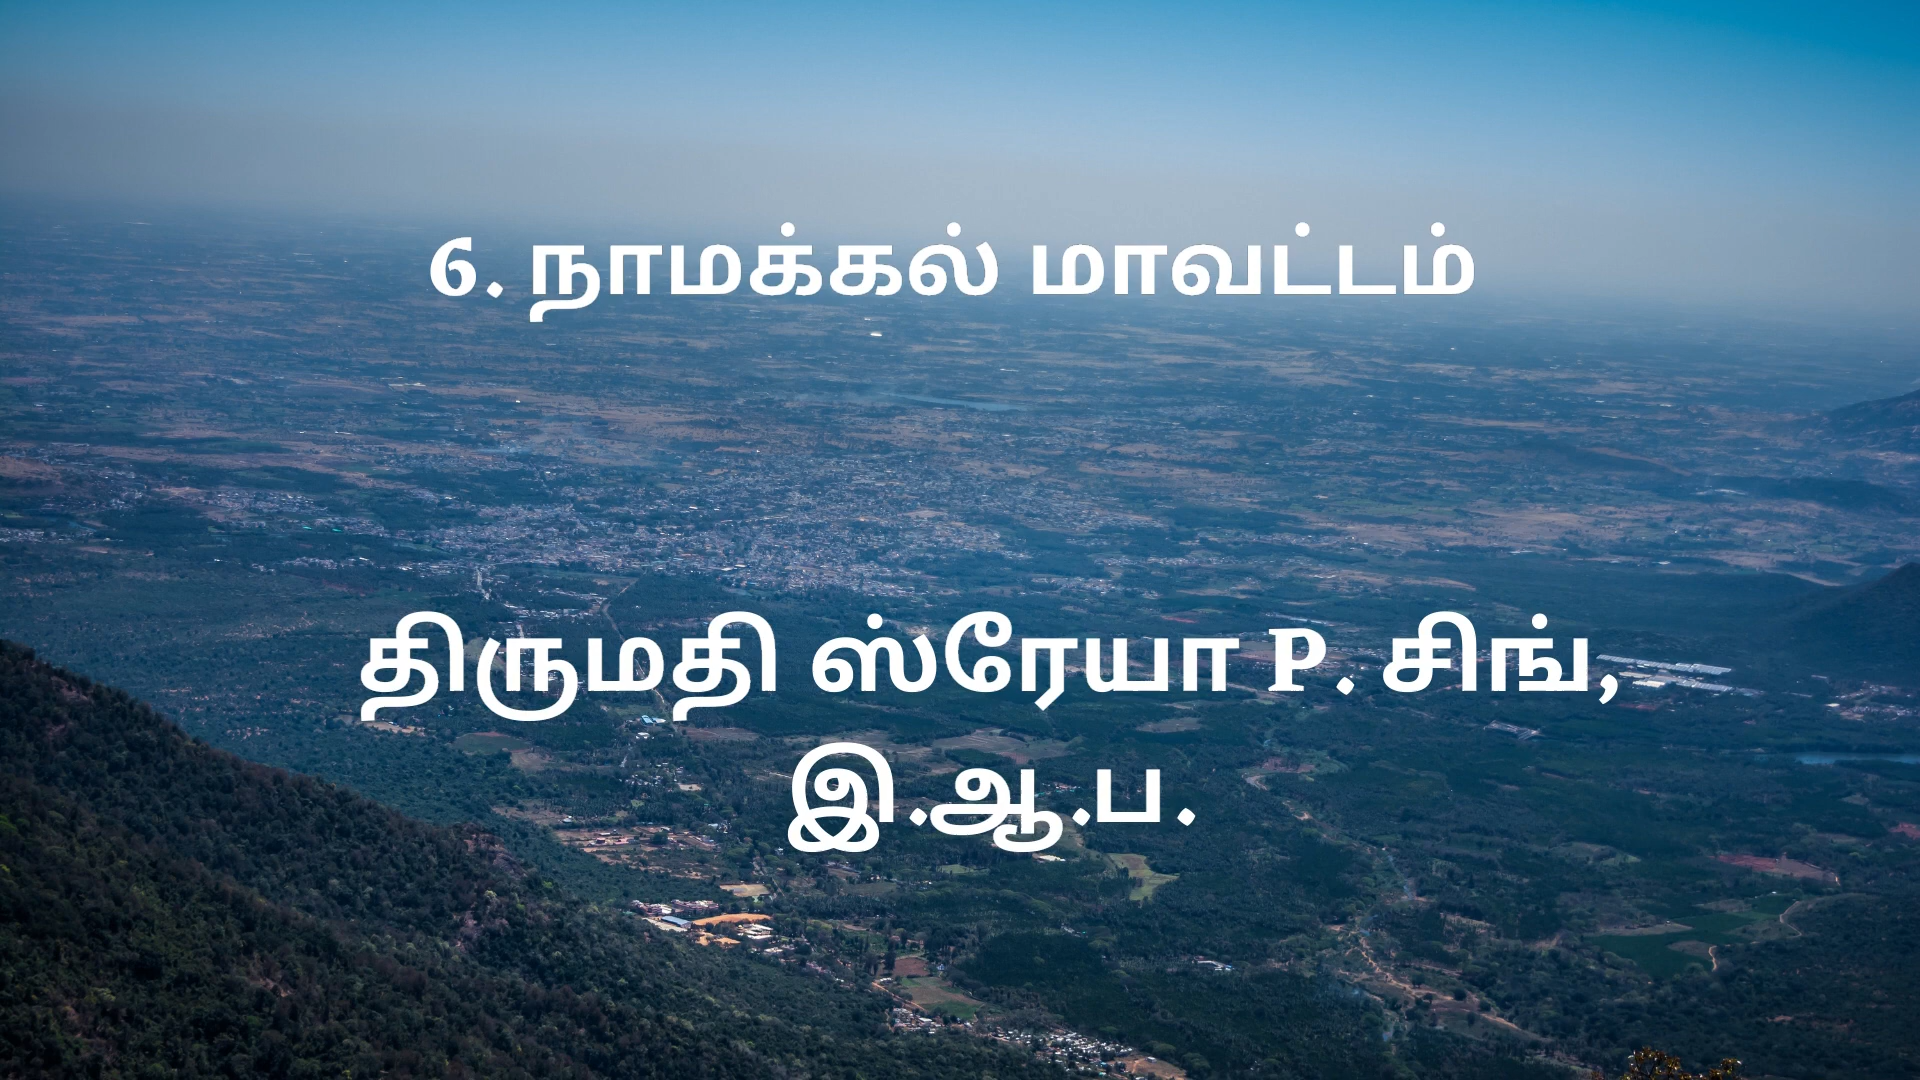 6. நாமக்கல் மாவட்டம்
திருமதி ஸ்ரேயா P. சிங்,
இ.ஆ.ப.